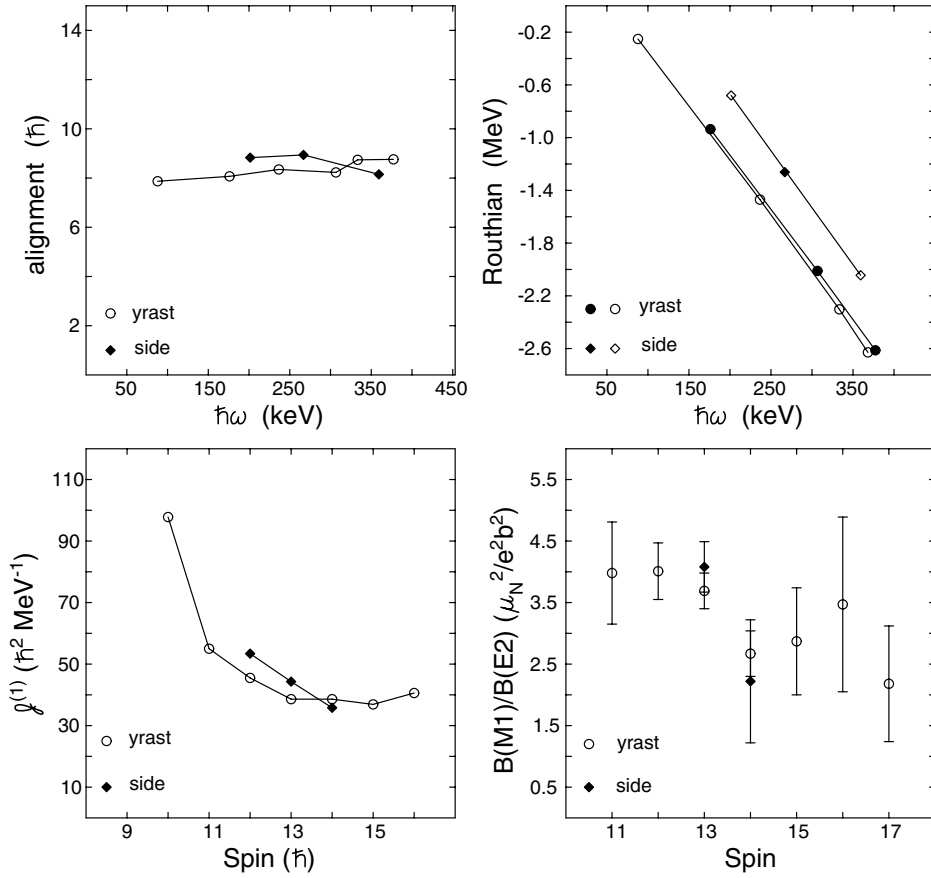 14
10
6
2
alignment (ℏ)
yrast
side
50 150 250 350 450
ℏω (keV)
-0.2
-0.6
-1.0
-1.4
-1.8
-2.2
-2.6
Routhian (MeV)
yrast
side
50 150 250 350
ℏω (keV)
110
90
70
50
30
10
𝒥⁽¹⁾ (ℏ² MeV⁻¹)
yrast
side
9 11 13 15
Spin (ℏ)
5.5
4.5
3.5
2.5
1.5
0.5
B(M1)/B(E2) (μ_N²/e²b²)
yrast
side
11 13 15 17
Spin